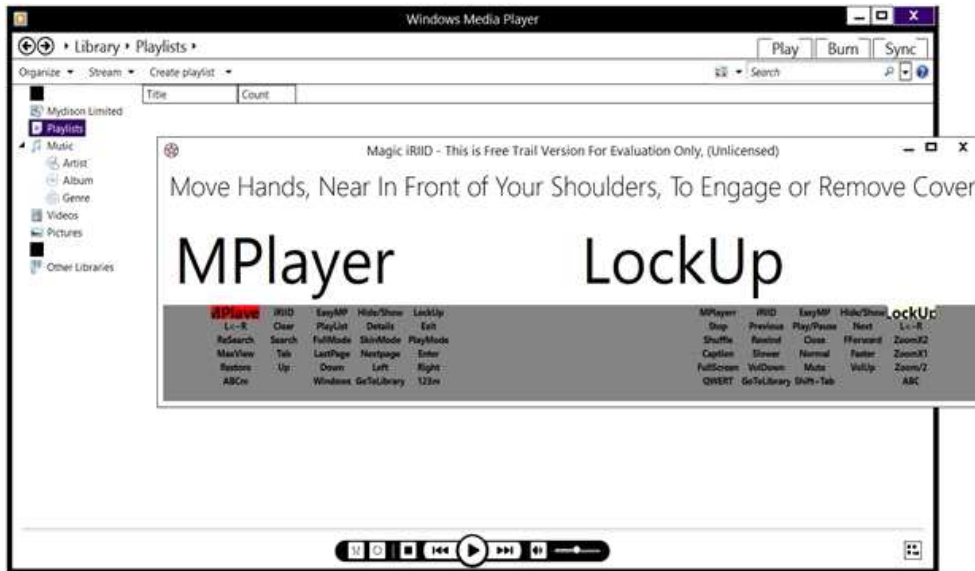 Windows Media Player
Library Playlists
Play Burn Sync
Organize Stream Create playlist Search
Title Count
Mydison Limited
Playlists
Music
Artist
Album
Genre
Videos
Pictures
Other Libraries
Magic iRIID - This is Free Trail Version For Evaluation Only, (Unlicensed)
Move Hands, Near In Front of Your Shoulders, To Engage or Remove Cover
MPlayer LockUp
MPlaye iRIID EasyMP Hide/Show LockUp MPlayerr iRIID EasyMP Hide/Show LockUp
L<-R Clear PlayList Details Exit Stop Previous Play/Pause Next L<-R
ReSearch Search FullMode SkinMode PlayMode Shuffle Rewind Close FForward ZoomX2
MaxView Tab LastPage Nextpage Enter Caption Slower Normal Faster ZoomX1
Restore Up Down Left Right FullScreen VolDown Mute VolUp Zoom/2
ABCm Windows GoToLibrary 123m QWERT GoToLibrary Shift-Tab ABC